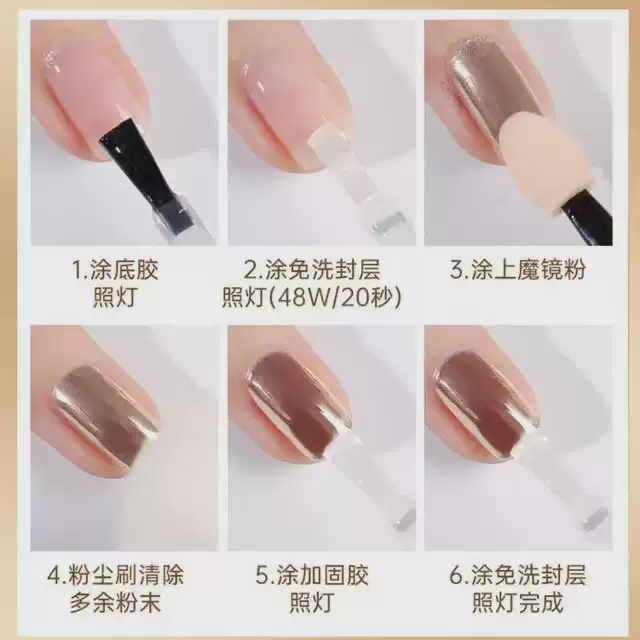 1.涂底胶
照灯
2.涂免洗封层
照灯(48W/20秒)
3.涂上魔镜粉
4.粉尘刷清除
多余粉末
5.涂加固胶
照灯
6.涂免洗封层
照灯完成